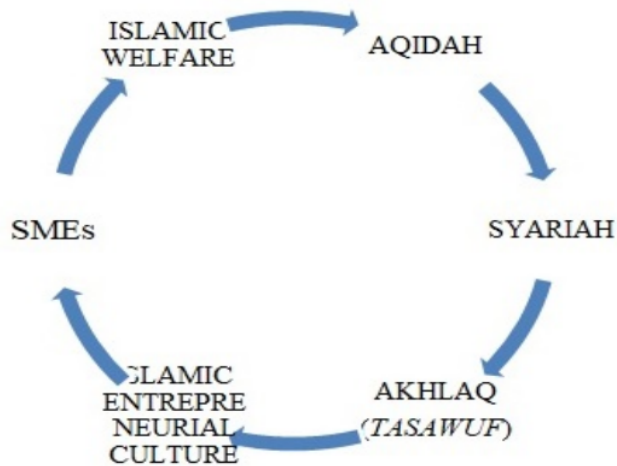 ISLAMIC
WELFARE
AQIDAH
SYARIAH
AKHLAQ
(TASAWUF)
SLAMIC
ENTREPRE
NEURIAL
CULTURE
SMEs